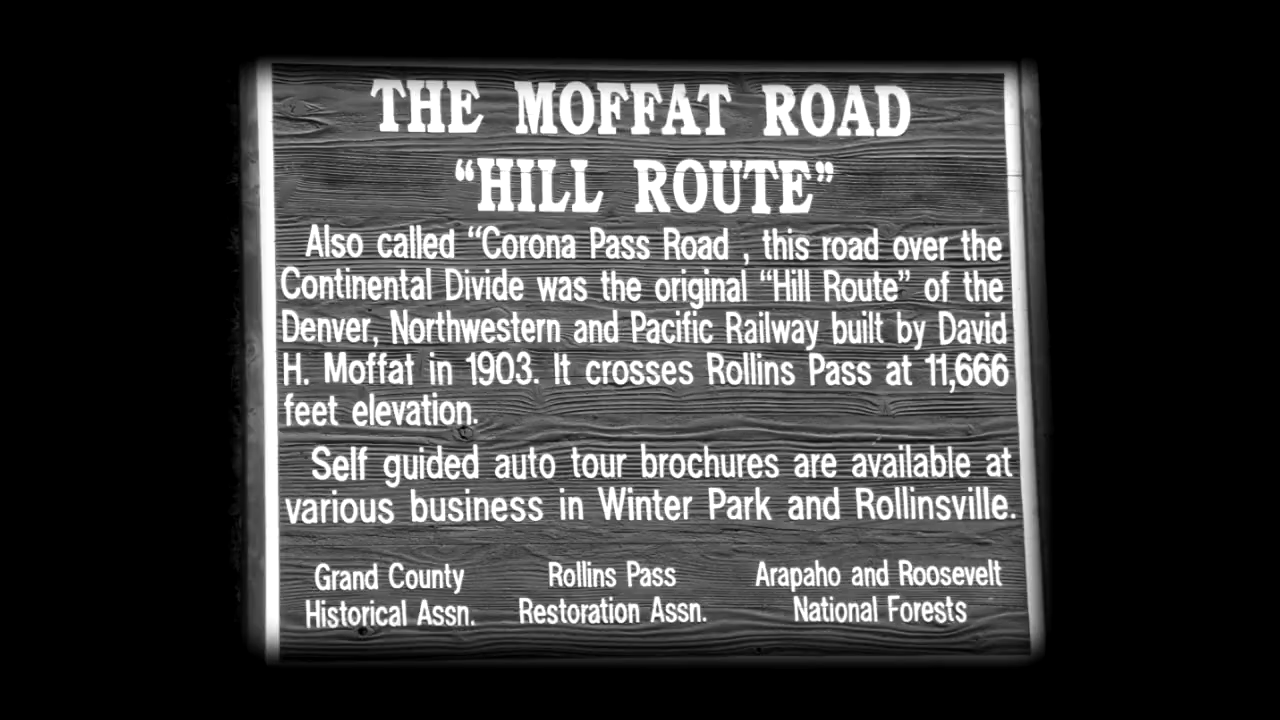 THE MOFFAT ROAD
“HILL ROUTE”
Also called “Corona Pass Road , this road over the
Continental Divide was the original “Hill Route” of the
Denver, Northwestern and Pacific Railway built by David
H. Moffat in 1903. It crosses Rollins Pass at 11,666
feet elevation.
Self guided auto tour brochures are available at
various business in Winter Park and Rollinsville.
Grand County
Historical Assn.
Rollins Pass
Restoration Assn.
Arapaho and Roosevelt
National Forests